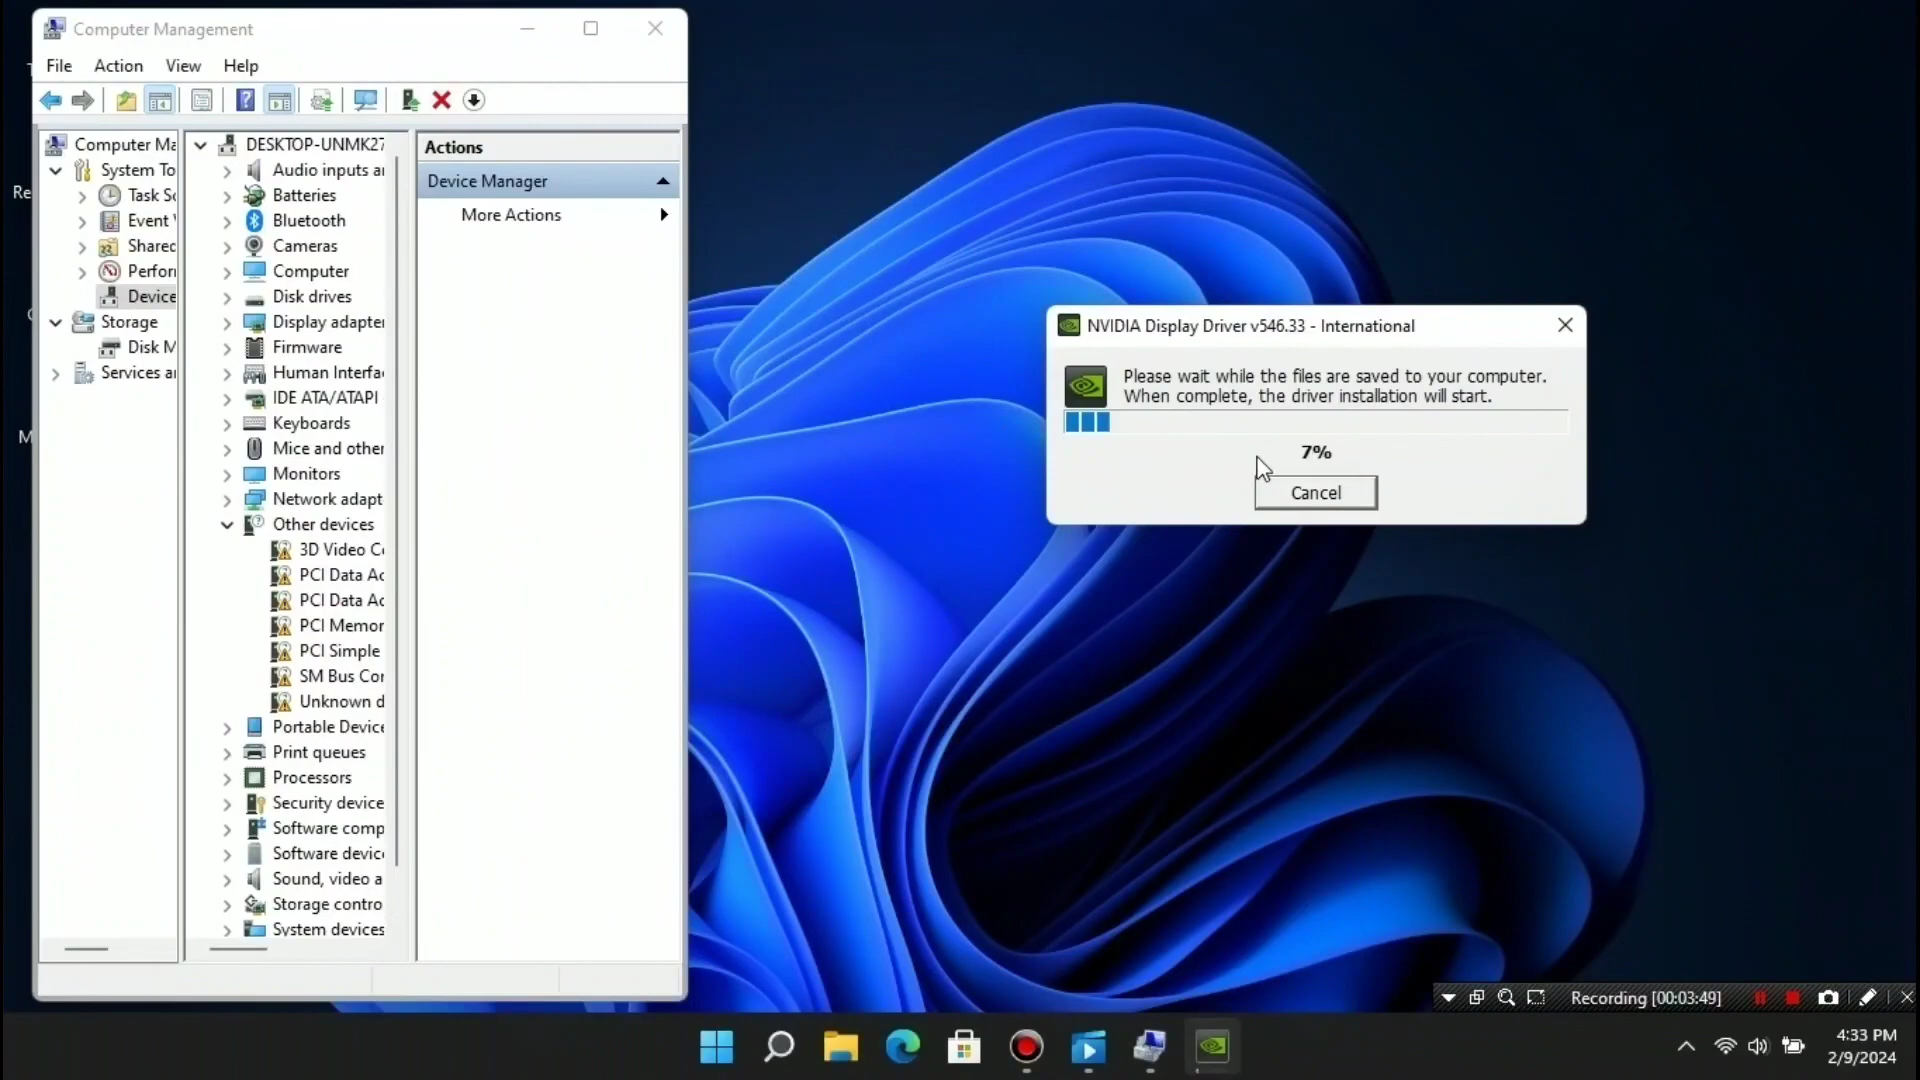 Computer Management
File Action View Help
Computer Ma
System To
Task Sc
Event
Shared
Perfor
Device
Storage
Disk M
Services a
DESKTOP-UNMK27
Audio inputs a
Batteries
Bluetooth
Cameras
Computer
Disk drives
Display adapter
Firmware
Human Interfa
IDE ATA/ATAPI
Keyboards
Mice and other
Monitors
Network adapt
Other devices
3D Video Co
PCI Data Ac
PCI Data Ac
PCI Memor
PCI Simple
SM Bus Cor
Unknown d
Portable Device
Print queues
Processors
Security device
Software comp
Software devic
Sound, video a
Storage contro
System devices
Actions
Device Manager
More Actions
NVIDIA Display Driver v546.33 - International
Please wait while the files are saved to your computer.
When complete, the driver installation will start.
7%
Cancel
Re
M
Recording [00:03:49]
4:33 PM
2/9/2024